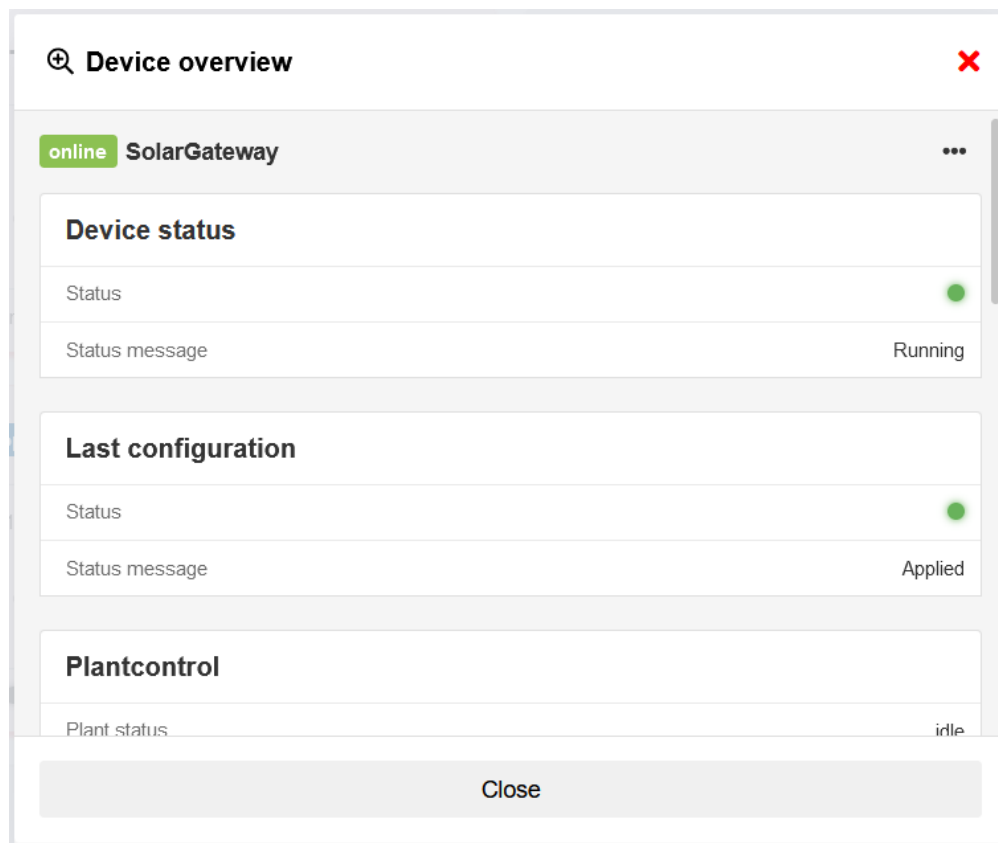 Device overview
online SolarGateway
Device status
Status
Status message Running
Last configuration
Status
Status message Applied
Plantcontrol
Plant status idle
Close